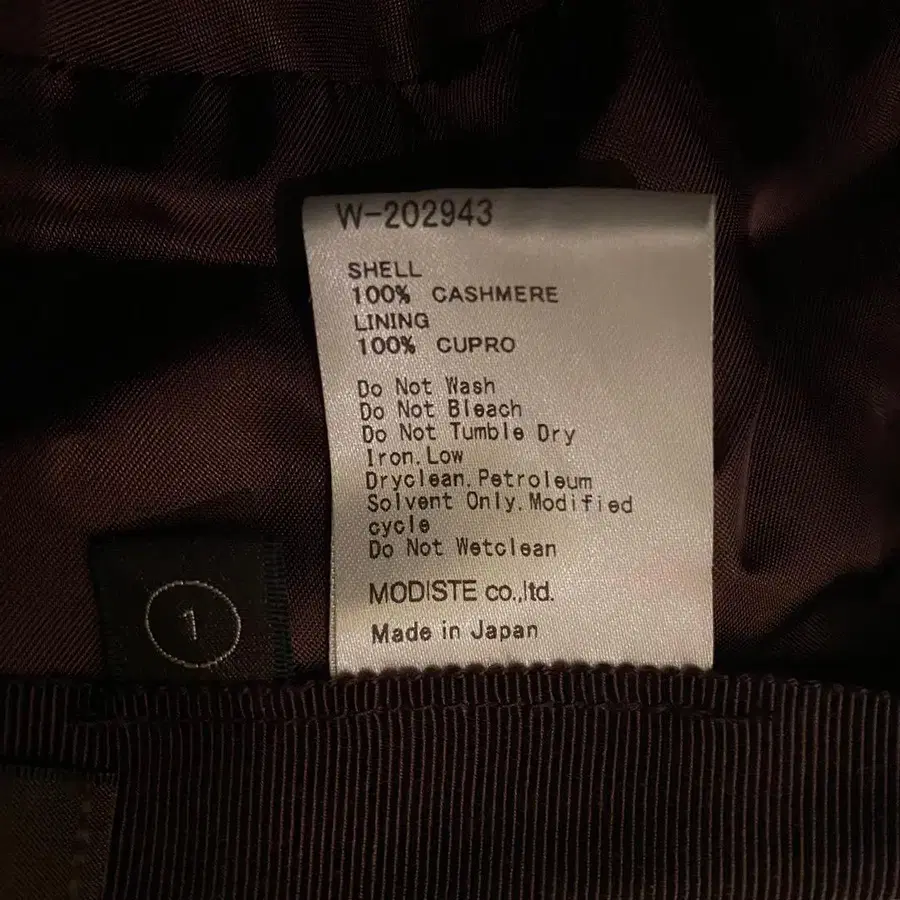 W-202943
SHELL
100% CASHMERE
LINING
100% CUPRO
Do Not Wash
Do Not Bleach
Do Not Tumble Dry
Iron,Low
Dryclean,Petroleum
Solvent Only,Modified
cycle
Do Not Wetclean
MODISTE co.,ltd.
Made in Japan
1